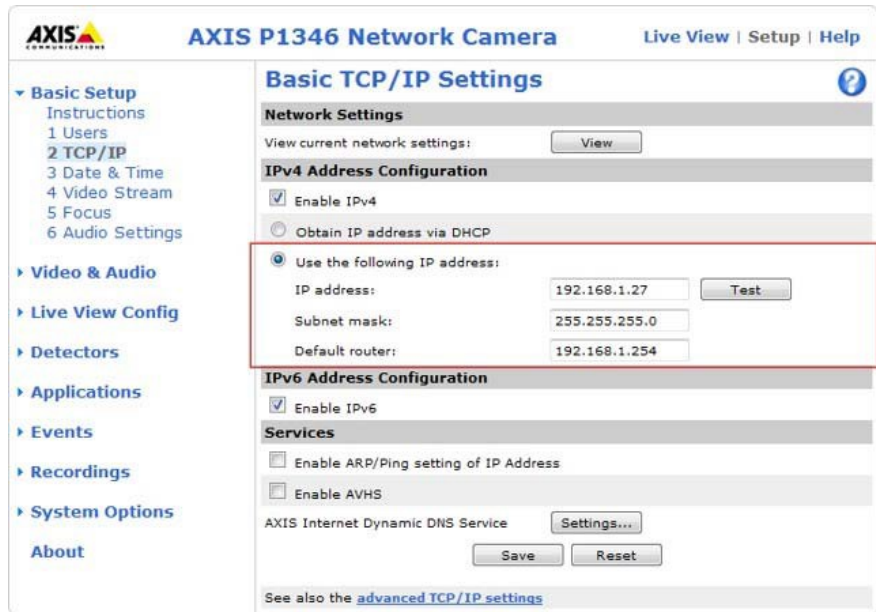 AXIS
COMMUNICATIONS
AXIS P1346 Network Camera
Live View | Setup | Help
Basic Setup
Instructions
1 Users
2 TCP/IP
3 Date & Time
4 Video Stream
5 Focus
6 Audio Settings
Video & Audio
Live View Config
Detectors
Applications
Events
Recordings
System Options
About
Basic TCP/IP Settings
?
Network Settings
View current network settings: View
IPv4 Address Configuration
Enable IPv4
Obtain IP address via DHCP
Use the following IP address:
IP address: 192.168.1.27 Test
Subnet mask: 255.255.255.0
Default router: 192.168.1.254
IPv6 Address Configuration
Enable IPv6
Services
Enable ARP/Ping setting of IP Address
Enable AVHS
AXIS Internet Dynamic DNS Service Settings...
Save Reset
See also the advanced TCP/IP settings